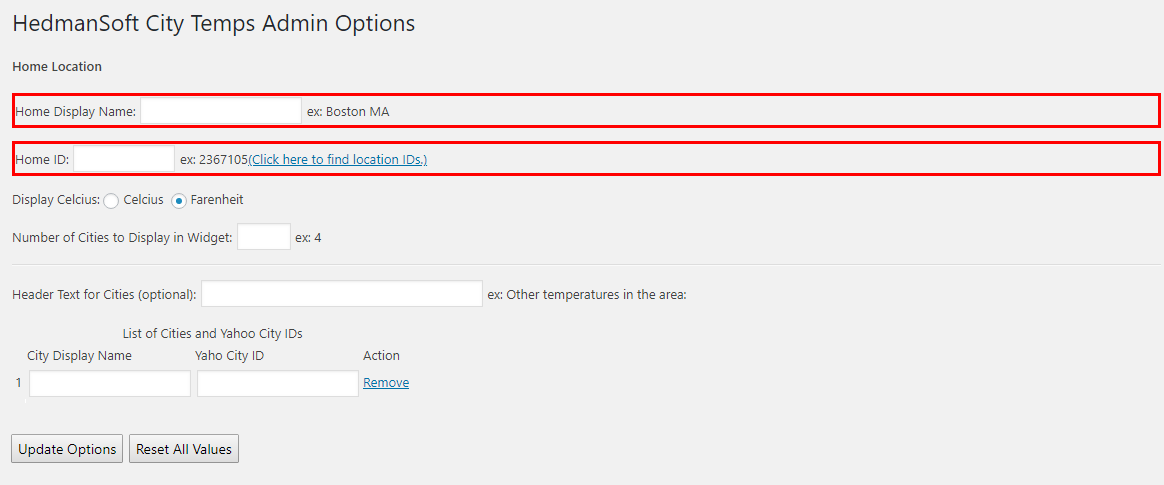 HedmanSoft City Temps Admin Options
Home Location
Home Display Name: ex: Boston MA
Home ID: ex: 2367105(Click here to find location IDs.)
Display Celcius: Celcius Farenheit
Number of Cities to Display in Widget: ex: 4
Header Text for Cities (optional): ex: Other temperatures in the area:
List of Cities and Yahoo City IDs
City Display Name Yaho City ID Action
1 Remove
Update Options Reset All Values